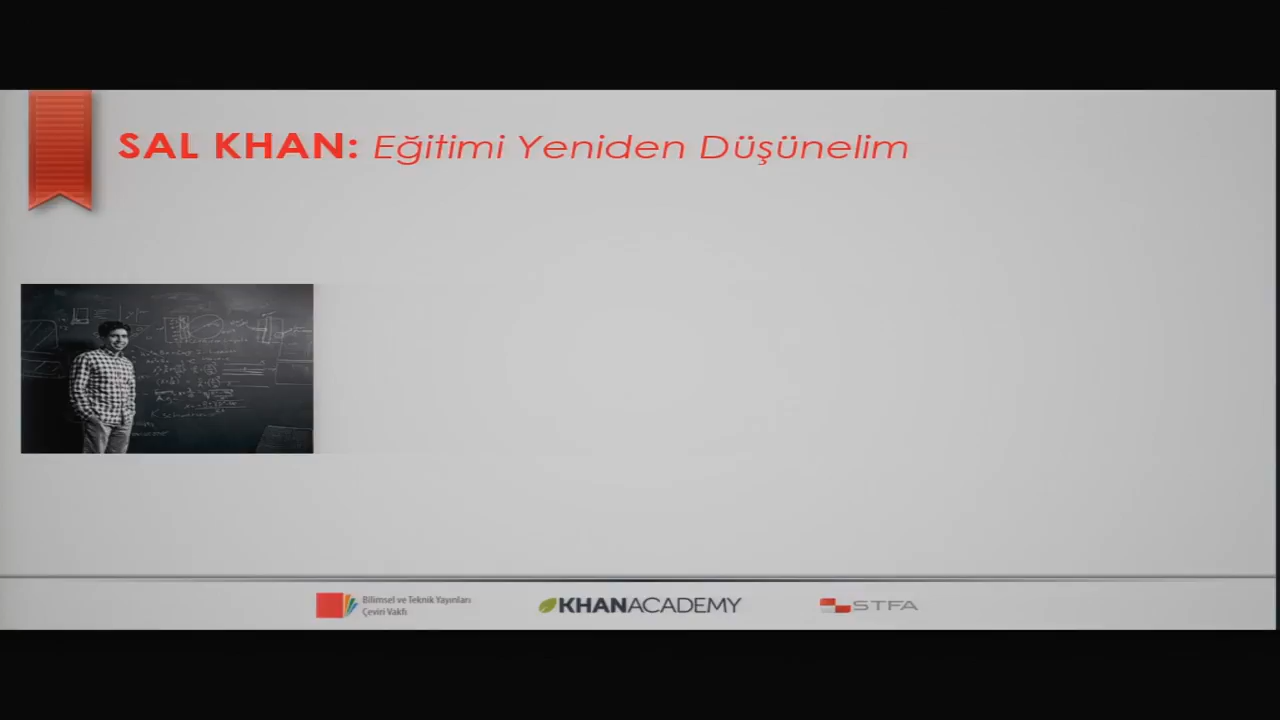 SAL KHAN: Eğitimi Yeniden Düşünelim
Bilimsel ve Teknik Yayınları
Çeviri Vakfı
KHANACADEMY
STFA